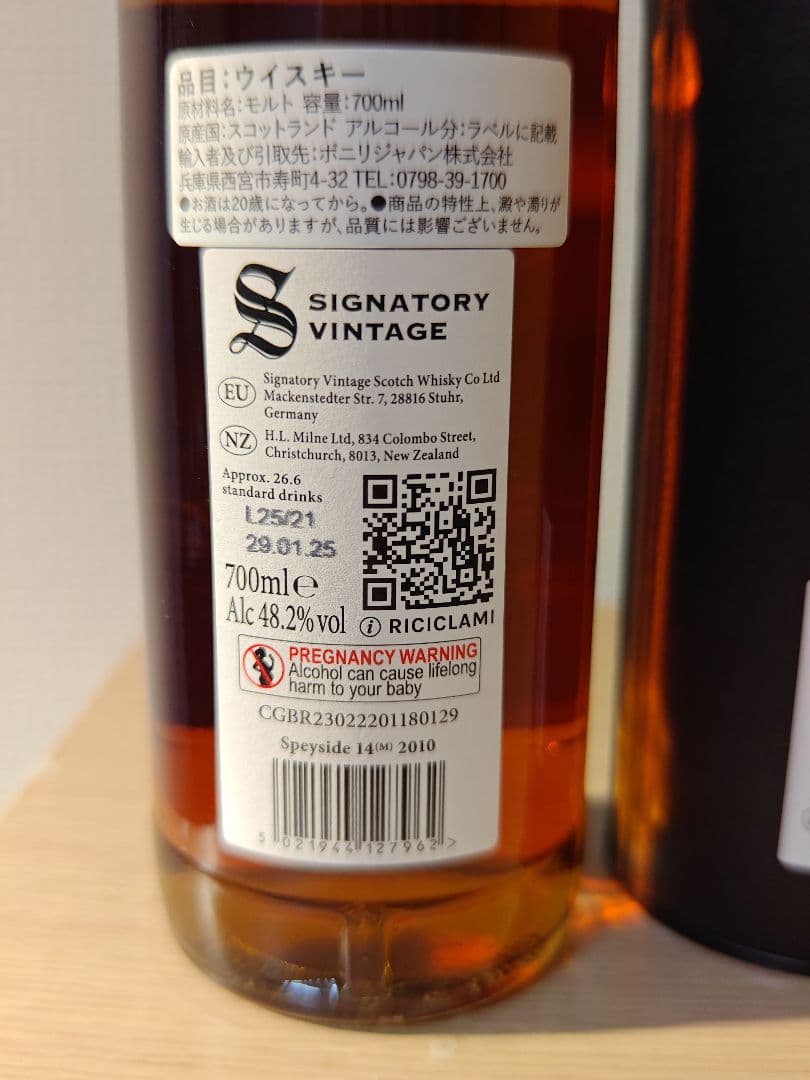 品目:ウイスキー
原材料名:モルト 容量:700ml
原産国:スコットランド アルコール分:ラベルに記載
輸入者及び引取先:ボニリジャパン株式会社
兵庫県西宮市寿町4-32 TEL:0798-39-1700
●お酒は20歳になってから。●商品の特性上、澱や濁りが
生じる場合がありますが、品質には影響ございません。
S SIGNATORY
VINTAGE
EU Signatory Vintage Scotch Whisky Co Ltd
Mackenstedter Str. 7, 28816 Stuhr,
Germany
NZ H.L. Milne Ltd, 834 Colombo Street,
Christchurch, 8013, New Zealand
Approx. 26.6
standard drinks
L25/21
29.01.25
700ml e
Alc 48.2% vol
i RICICLAMI
PREGNANCY WARNING
Alcohol can cause lifelong
harm to your baby
CGBR23022201180129
Speyside 14(M) 2010
5 021944 127962 >